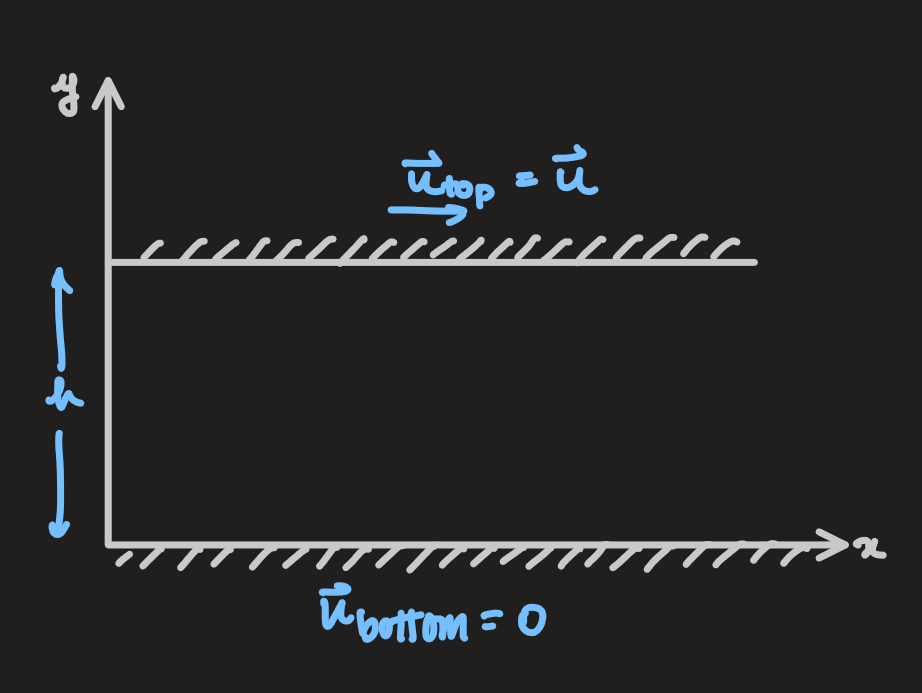 y
u⃗top = u⃗
h
x
u⃗bottom = 0